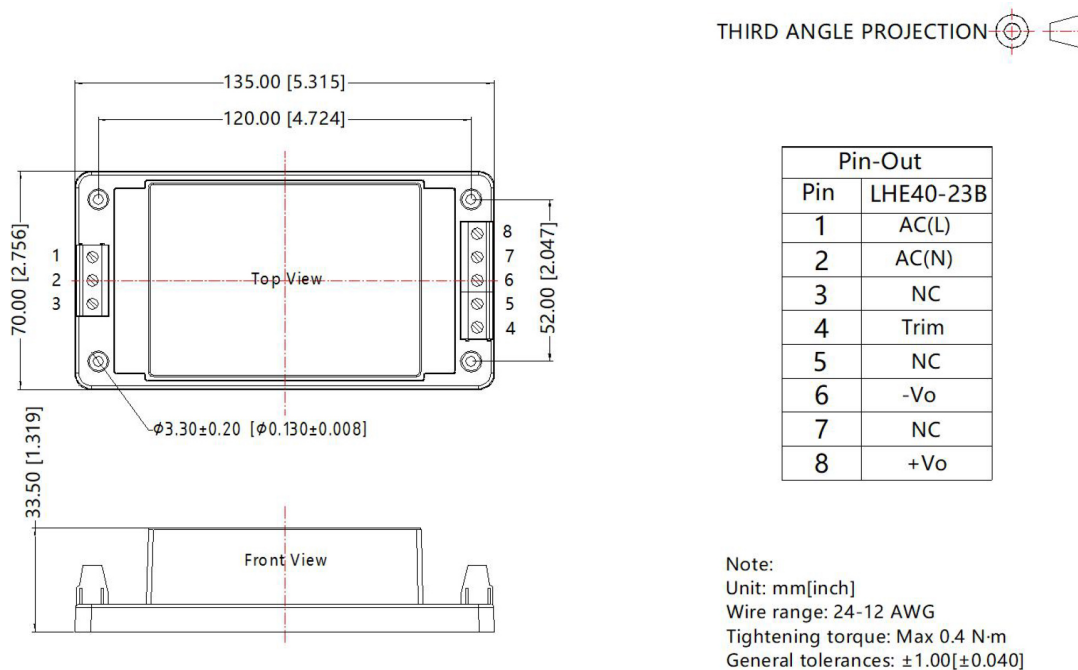 THIRD ANGLE PROJECTION
135.00 [5.315]
120.00 [4.724]
70.00 [2.756]
1
2
3
Top View
8
7
6
5
4
52.00 [2.047]
ϕ3.30±0.20 [ϕ0.130±0.008]
33.50 [1.319]
Front View
Pin-Out
Pin LHE40-23B
1 AC(L)
2 AC(N)
3 NC
4 Trim
5 NC
6 -Vo
7 NC
8 +Vo
Note:
Unit: mm[inch]
Wire range: 24-12 AWG
Tightening torque: Max 0.4 N·m
General tolerances: ±1.00[±0.040]